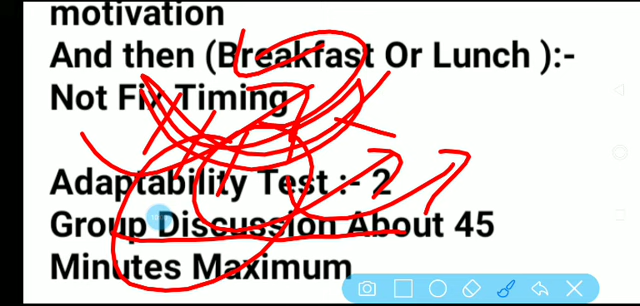 motivation
And then (Breakfast Or Lunch ):-
Not Fix Timing
Adaptability Test :- 2
Group Discussion About 45
Minutes Maximum